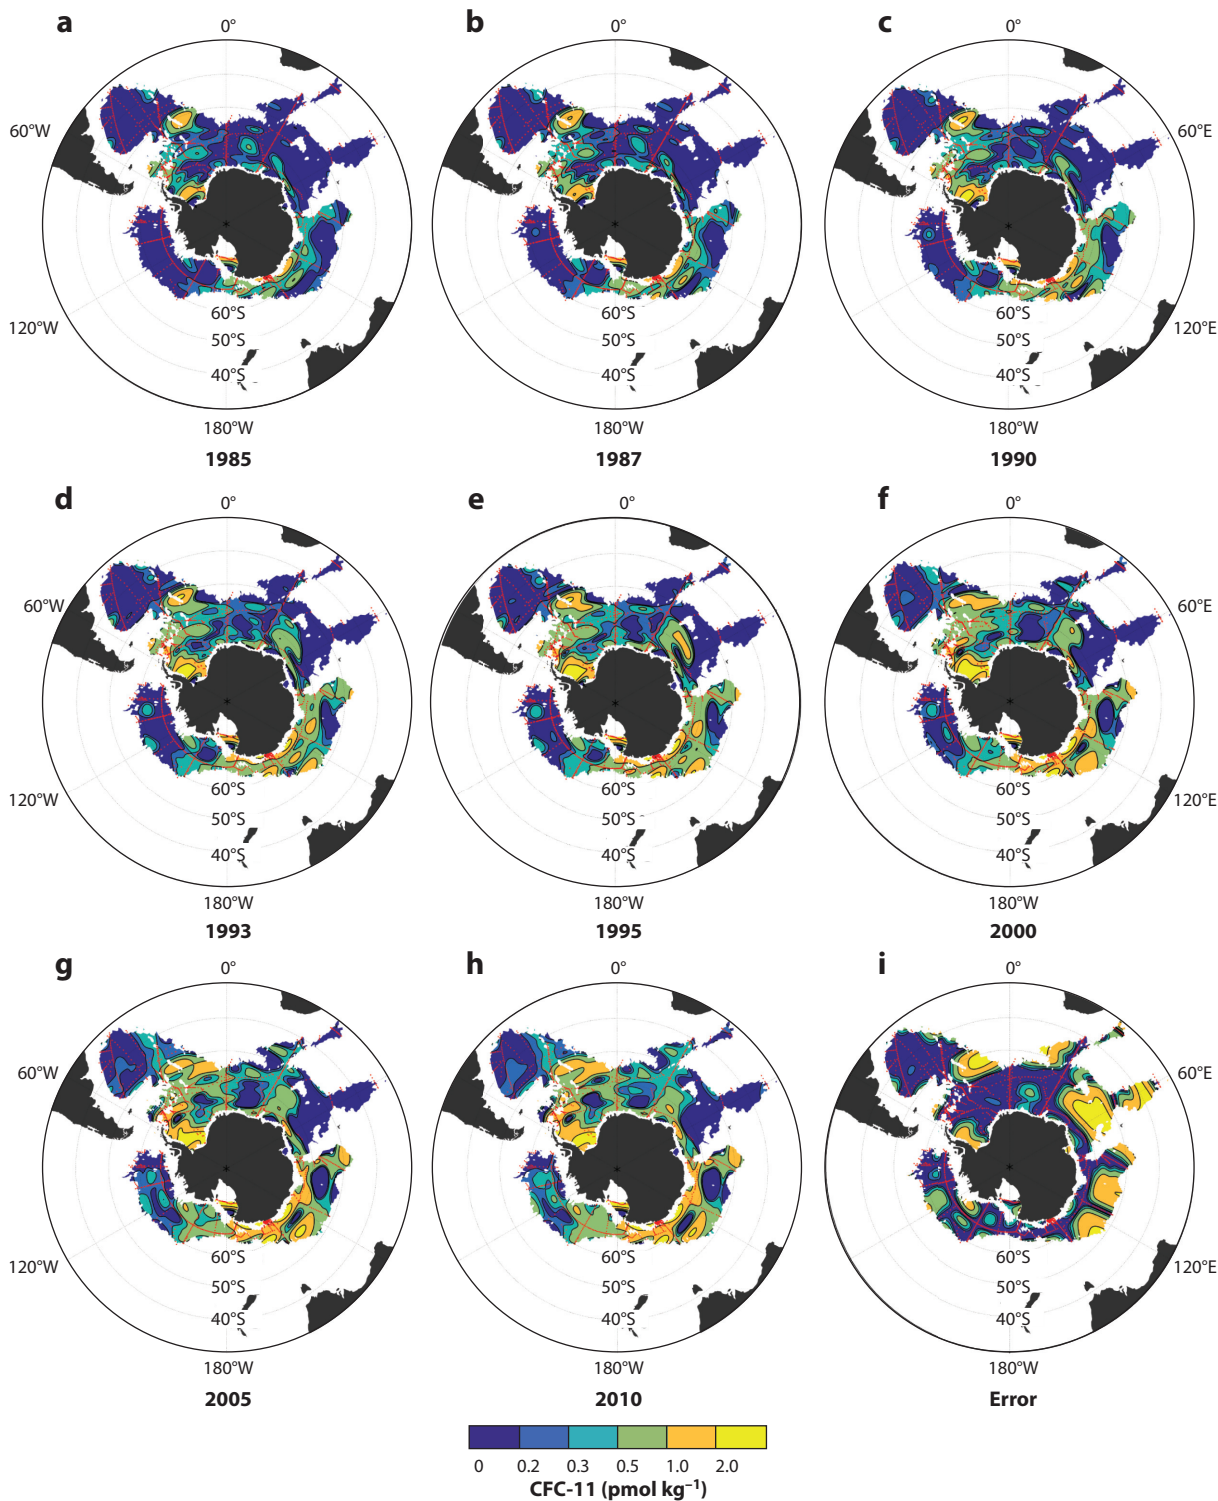 a b c
0° 0° 0°
60°W 60°E
60°S 60°S 60°S
120°W 50°S 50°S 50°S 120°E
40°S 40°S 40°S
180°W 180°W 180°W
1985 1987 1990
d e f
0° 0° 0°
60°W 60°E
60°S 60°S 60°S
120°W 50°S 50°S 50°S 120°E
40°S 40°S 40°S
180°W 180°W 180°W
1993 1995 2000
g h i
0° 0° 0°
60°W 60°E
60°S 60°S 60°S
120°W 50°S 50°S 50°S 120°E
40°S 40°S 40°S
180°W 180°W 180°W
2005 2010 Error
0 0.2 0.3 0.5 1.0 2.0
CFC-11 (pmol kg⁻¹)